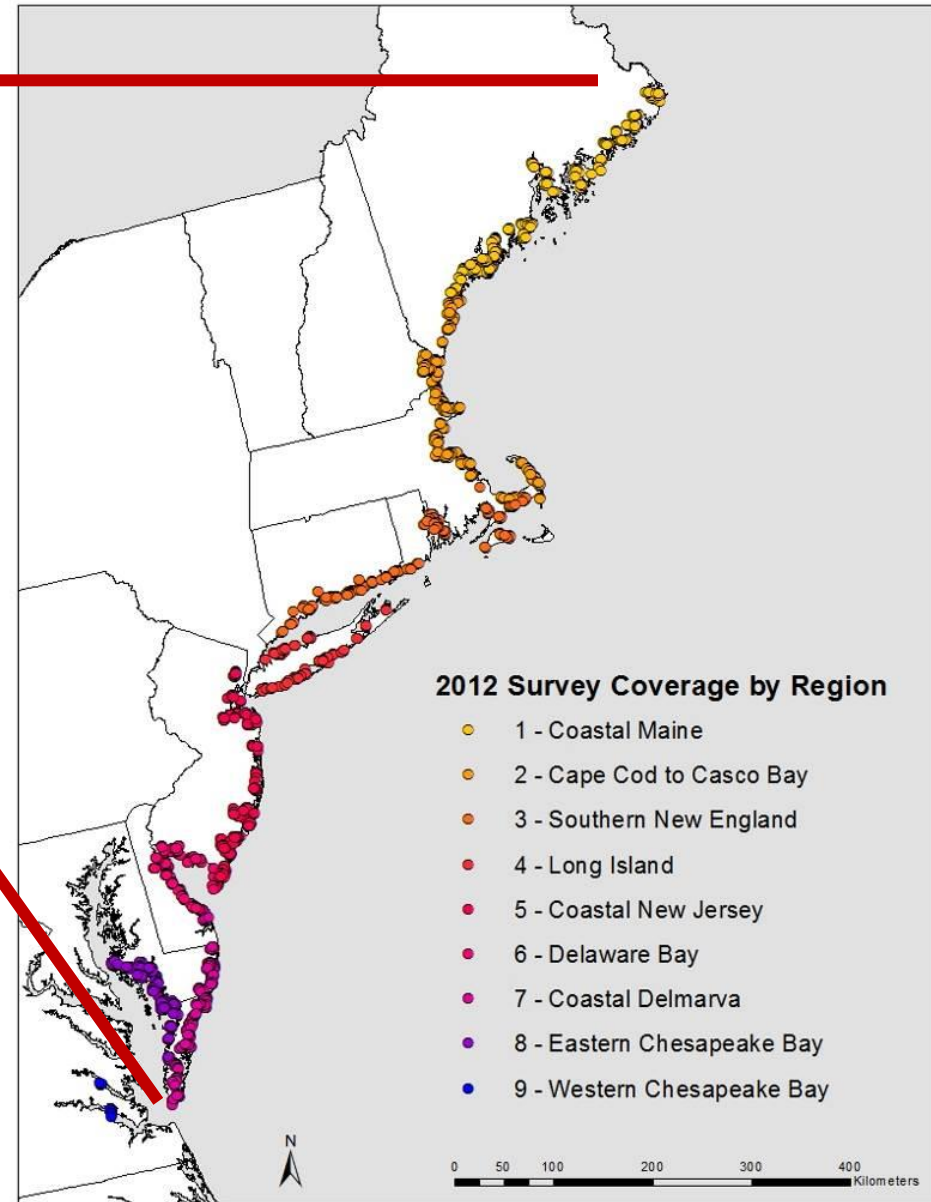 2012 Survey Coverage by Region
1 - Coastal Maine
2 - Cape Cod to Casco Bay
3 - Southern New England
4 - Long Island
5 - Coastal New Jersey
6 - Delaware Bay
7 - Coastal Delmarva
8 - Eastern Chesapeake Bay
9 - Western Chesapeake Bay
N
0 50 100 200 300 400
Kilometers